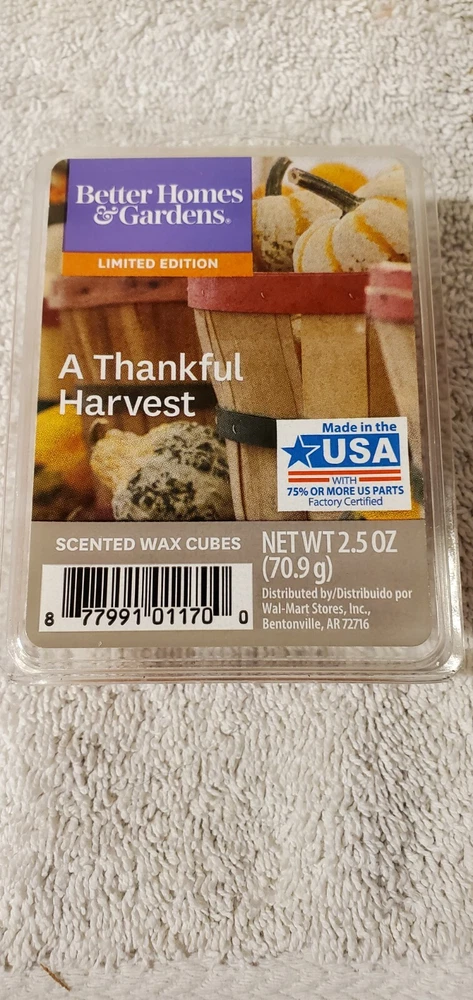 Better Homes
& Gardens®
LIMITED EDITION
A Thankful
Harvest
Made in the
USA
WITH
75% OR MORE US PARTS
Factory Certified
SCENTED WAX CUBES
NET WT 2.5 OZ
(70.9 g)
Distributed by/Distribuido por
Wal-Mart Stores, Inc.,
Bentonville, AR 72716
8 77991 01170 0